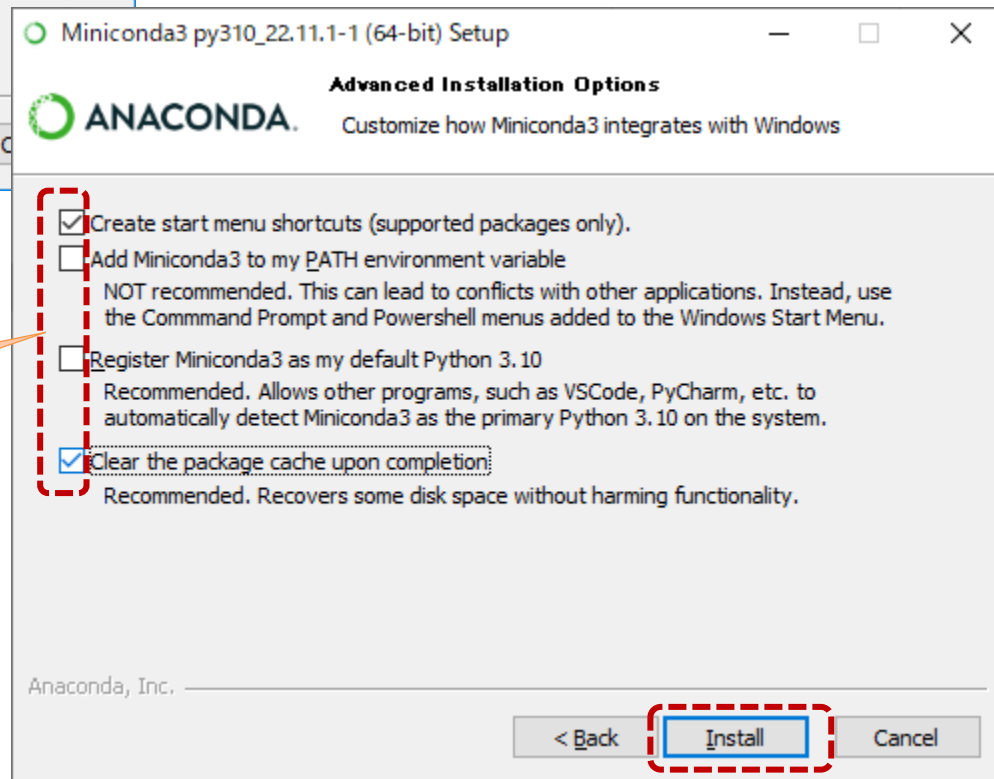 Miniconda3 py310_22.11.1-1 (64-bit) Setup
Advanced Installation Options
ANACONDA.
Customize how Miniconda3 integrates with Windows
Create start menu shortcuts (supported packages only).
Add Miniconda3 to my PATH environment variable
NOT recommended. This can lead to conflicts with other applications. Instead, use
the Commmand Prompt and Powershell menus added to the Windows Start Menu.
Register Miniconda3 as my default Python 3.10
Recommended. Allows other programs, such as VSCode, PyCharm, etc. to
automatically detect Miniconda3 as the primary Python 3.10 on the system.
Clear the package cache upon completion
Recommended. Recovers some disk space without harming functionality.
Anaconda, Inc.
< Back
Install
Cancel